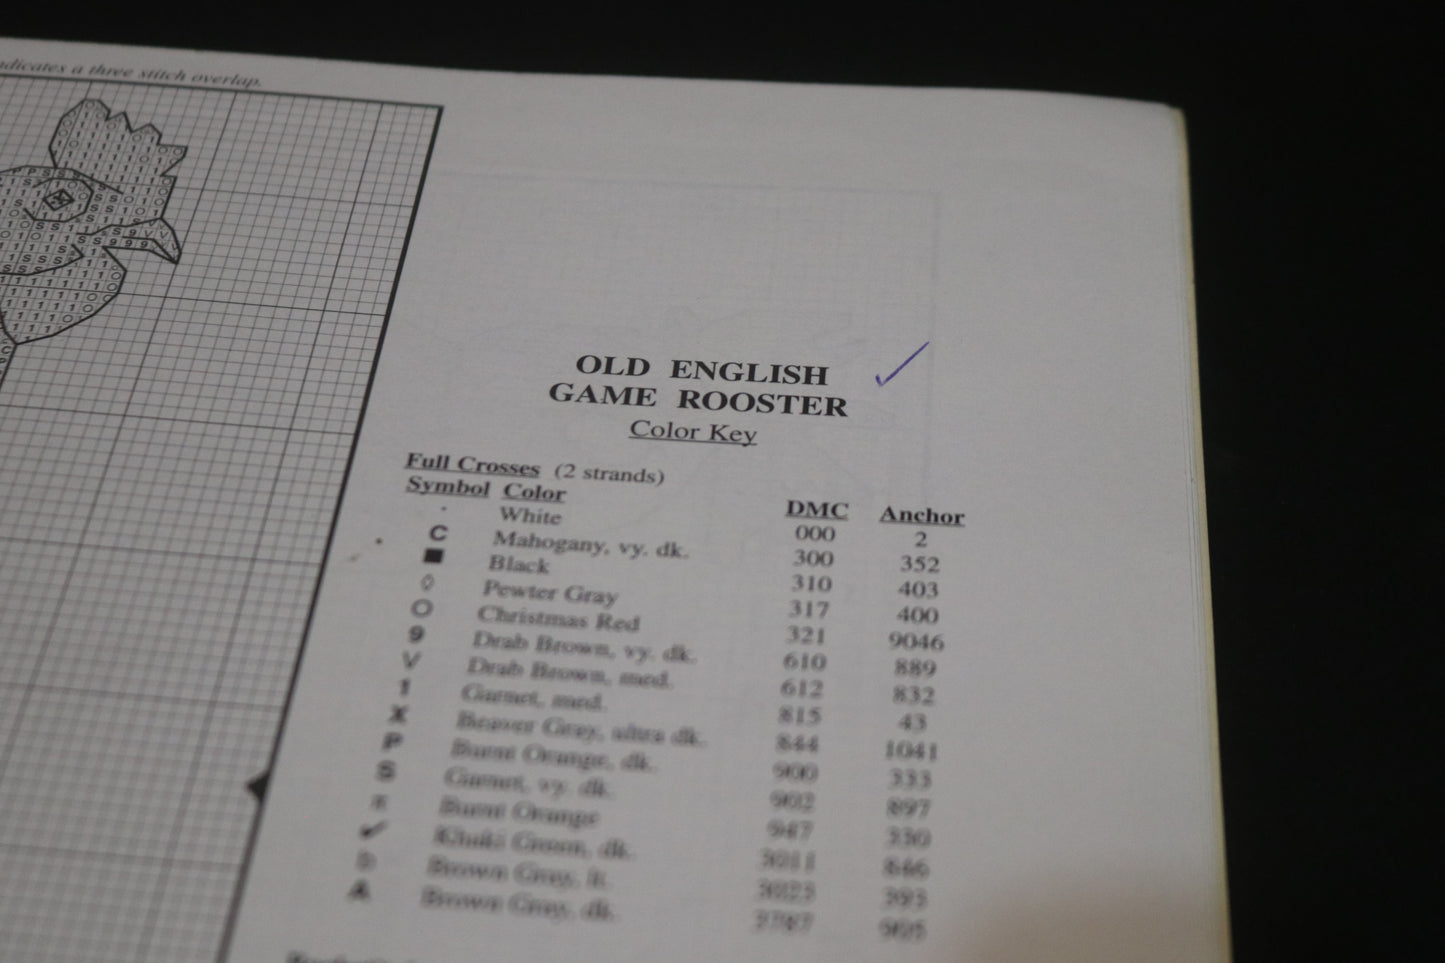 indicates a three stitch overlap.
OLD ENGLISH
GAME ROOSTER
Color Key
Full Crosses (2 strands)
Symbol Color DMC Anchor
· White 000 2
C Mahogany, vy. dk. 300 352
■ Black 310 403
◊ Pewter Gray 317 400
O Christmas Red 321 9046
9 Drab Brown, vy. dk. 610 889
V Drab Brown, med. 612 832
1 Garnet, med. 815 43
X Beaver Gray, ultra dk. 844 1041
P Burnt Orange, dk. 900 333
S Garnet, vy. dk. 902 897
Burnt Orange 947 330
✓ Khaki Green, dk. 3011 846
Brown Gray, lt. 3023
A Brown Gray, dk. 3787